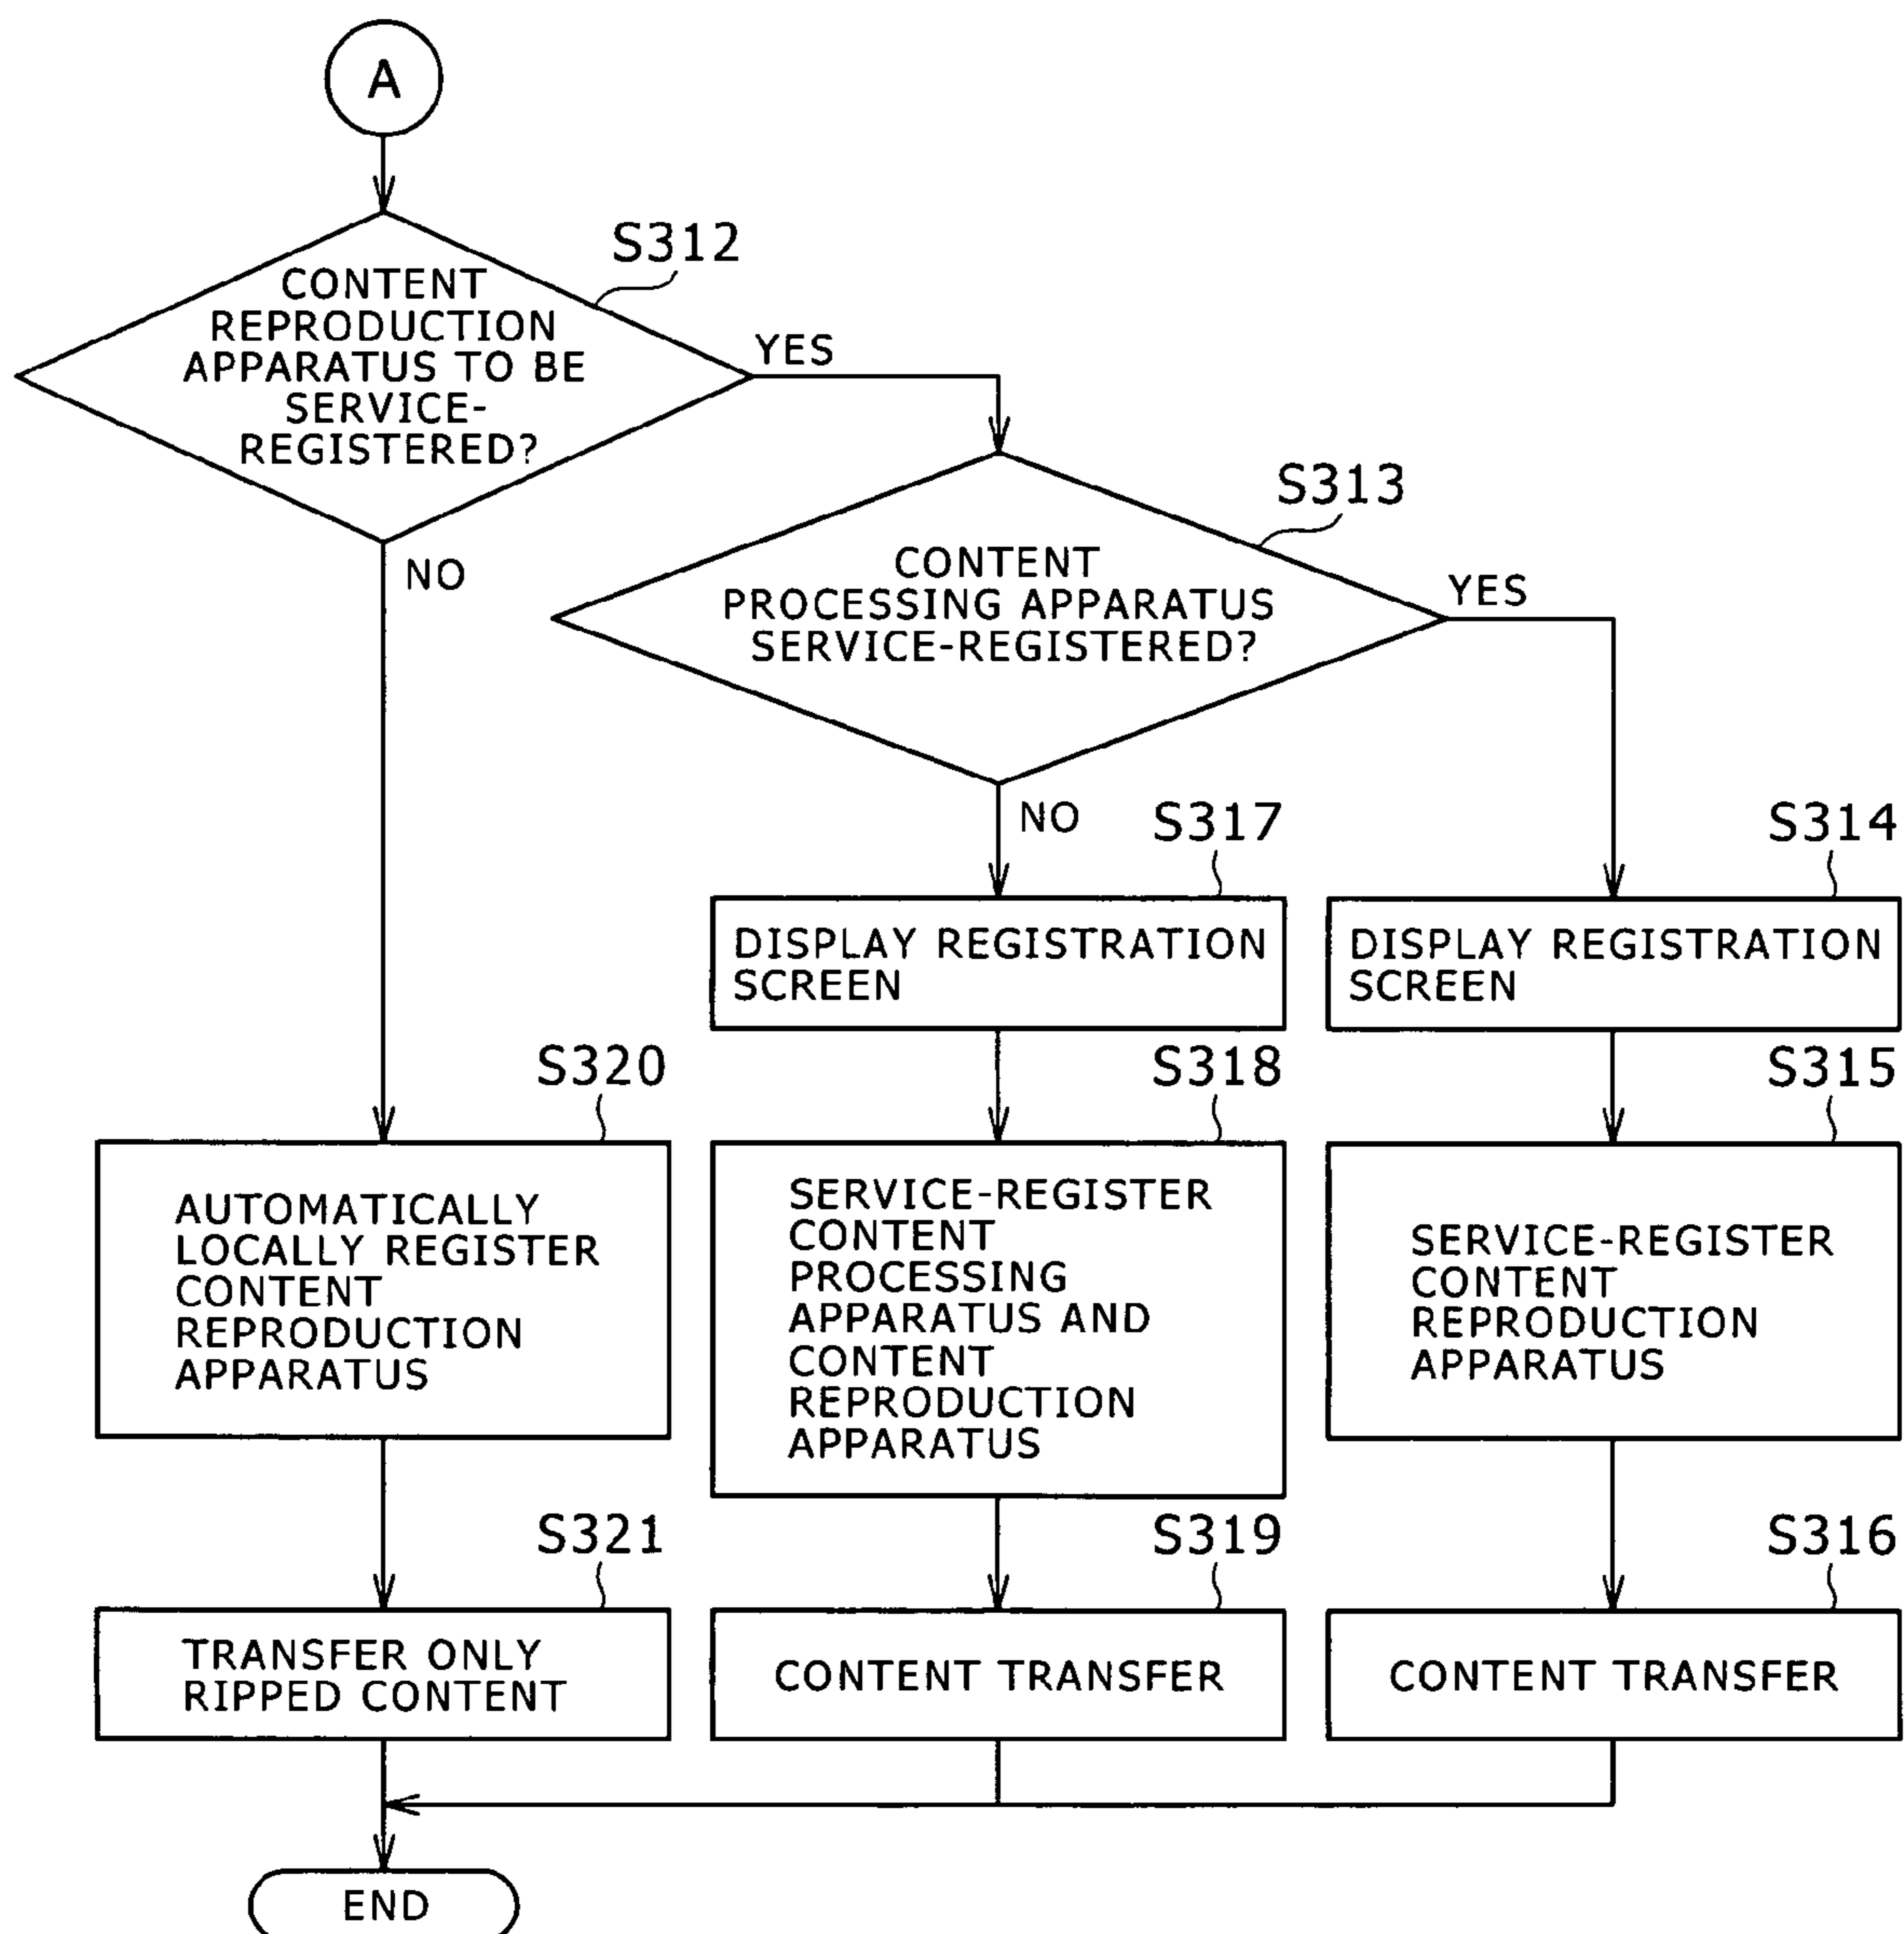 A
S312
CONTENT
REPRODUCTION
APPARATUS TO BE
SERVICE-
REGISTERED?
YES
NO
S313
CONTENT
PROCESSING APPARATUS
SERVICE-REGISTERED?
YES
NO
S317
DISPLAY REGISTRATION
SCREEN
S314
DISPLAY REGISTRATION
SCREEN
S320
AUTOMATICALLY
LOCALLY REGISTER
CONTENT
REPRODUCTION
APPARATUS
S318
SERVICE-REGISTER
CONTENT
PROCESSING
APPARATUS AND
CONTENT
REPRODUCTION
APPARATUS
S315
SERVICE-REGISTER
CONTENT
REPRODUCTION
APPARATUS
S321
TRANSFER ONLY
RIPPED CONTENT
S319
CONTENT TRANSFER
S316
CONTENT TRANSFER
END